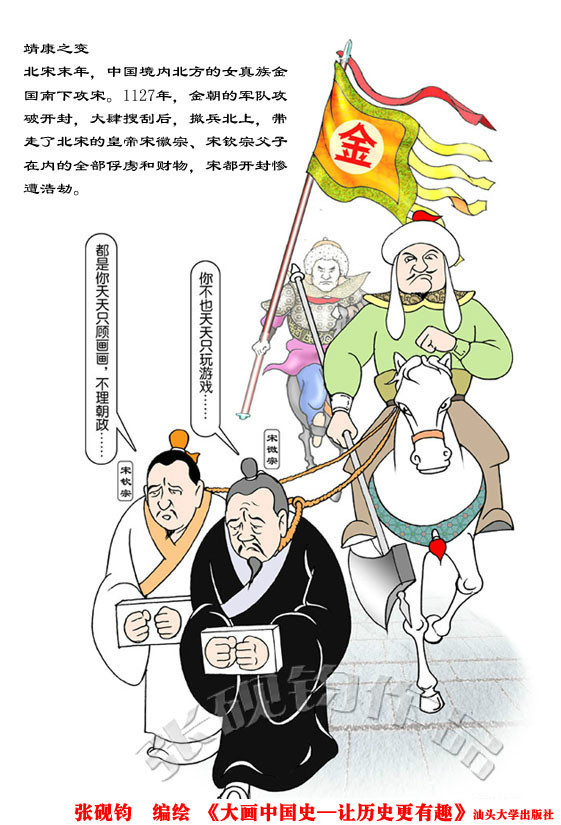 靖康之变
北宋末年，中国境内北方的女真族金
国南下攻宋。1127年，金朝的军队攻
破开封，大肆搜刮后，掀兵北上，带
走了北宋的皇帝宋徽宗、宋钦宗父子
在内的全部俘虏和财物，宋都开封惨
遭浩劫。
金
都是你天天只顾画画，不理朝政……
你不也天天只玩游戏……
宋钦宗
宋微宗
张砚钧作品
张砚钧 编绘 《大画中国史—让历史更有趣》 汕头大学出版社